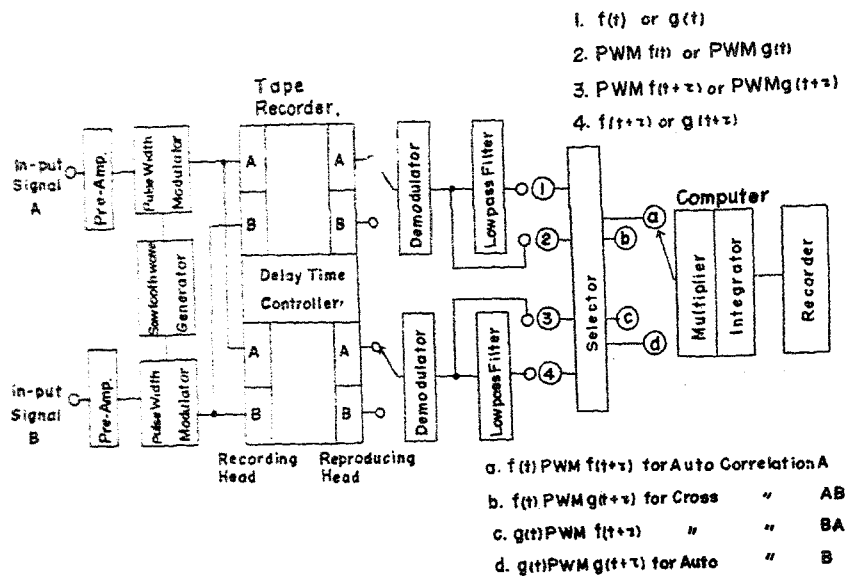 1. f(t) or g(t)
2. PWM f(t) or PWM g(t)
3. PWM f(t+τ) or PWMg(t+τ)
4. f(t+τ) or g(t+τ)
Tape
Recorder.
In-put
Signal
A
Pre-Amp.
Pulse Width
Modulator
A
B
A
B
Demodulator
Lowpass Filter
1
2
Sawtooth wave
Generator
Delay Time
Controller
Selector
Computer
a
b
c
d
Multiplier
Integrator
Recorder
in-put
Signal
B
Pre-Amp.
Pulse Width
Modulator
A
B
A
B
Demodulator
Lowpass Filter
3
4
Recording
Head
Reproducing
Head
a. f(t) PWM f(t+τ) for Auto Correlation A
b. f(t) PWM g(t+τ) for Cross " AB
c. g(t) PWM f(t+τ) " " BA
d. g(t) PWM g(t+τ) for Auto " B